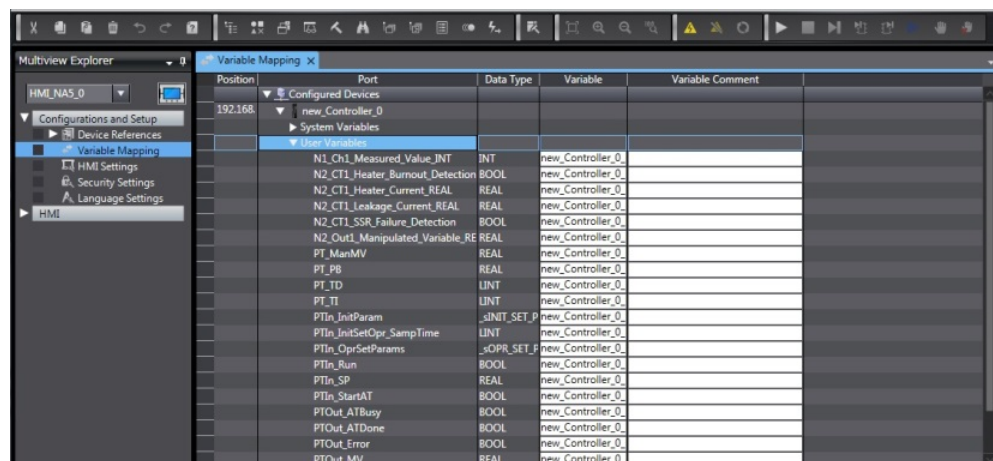 Multiview Explorer
Variable Mapping
HMI_NA5_0
Configurations and Setup
Device References
Variable Mapping
HMI Settings
Security Settings
Language Settings
HMI
Position Port Data Type Variable Variable Comment
Configured Devices
192.168. new_Controller_0
System Variables
User Variables
N1_Ch1_Measured_Value_INT INT new_Controller_0_
N2_CT1_Heater_Burnout_Detection BOOL new_Controller_0_
N2_CT1_Heater_Current_REAL REAL new_Controller_0_
N2_CT1_Leakage_Current_REAL REAL new_Controller_0_
N2_CT1_SSR_Failure_Detection BOOL new_Controller_0_
N2_Out1_Manipulated_Variable_RE REAL new_Controller_0_
PT_ManMV REAL new_Controller_0_
PT_PB REAL new_Controller_0_
PT_TD LINT new_Controller_0_
PT_TI LINT new_Controller_0_
PTIn_InitParam _sINIT_SET_P new_Controller_0_
PTIn_InitSetOpr_SampTime LINT new_Controller_0_
PTIn_OprSetParams _sOPR_SET_P new_Controller_0_
PTIn_Run BOOL new_Controller_0_
PTIn_SP REAL new_Controller_0_
PTIn_StartAT BOOL new_Controller_0_
PTOut_ATBusy BOOL new_Controller_0_
PTOut_ATDone BOOL new_Controller_0_
PTOut_Error BOOL new_Controller_0_
PTOut_MV REAL new_Controller_0_